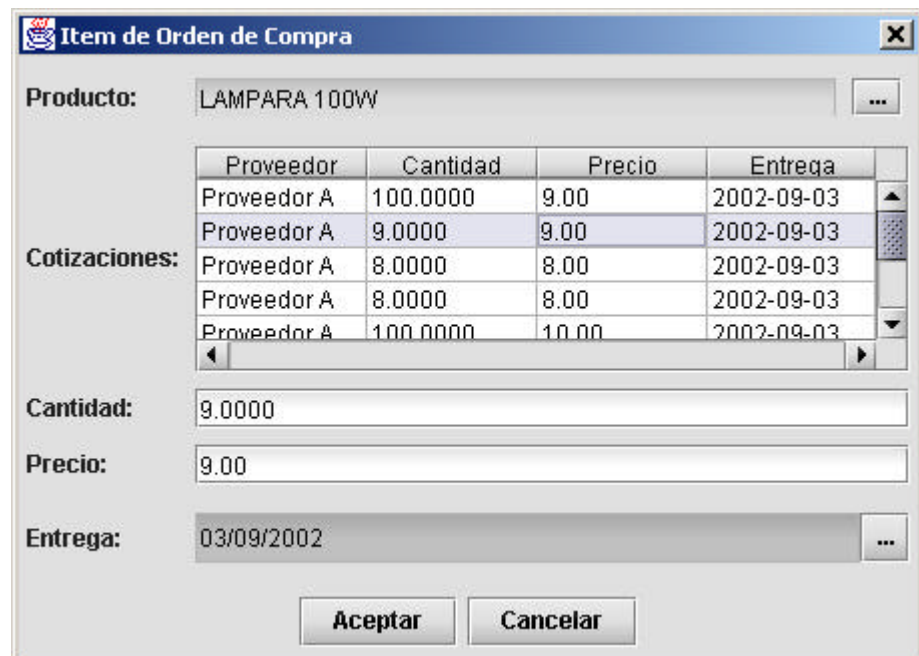 Item de Orden de Compra
Producto: LAMPARA 100W ...
Proveedor Cantidad Precio Entrega
Proveedor A 100.0000 9.00 2002-09-03
Proveedor A 9.0000 9.00 2002-09-03
Cotizaciones: Proveedor A 8.0000 8.00 2002-09-03
Proveedor A 8.0000 8.00 2002-09-03
Proveedor A 100.0000 10.00 2002-09-03
Cantidad: 9.0000
Precio: 9.00
Entrega: 03/09/2002 ...
Aceptar Cancelar